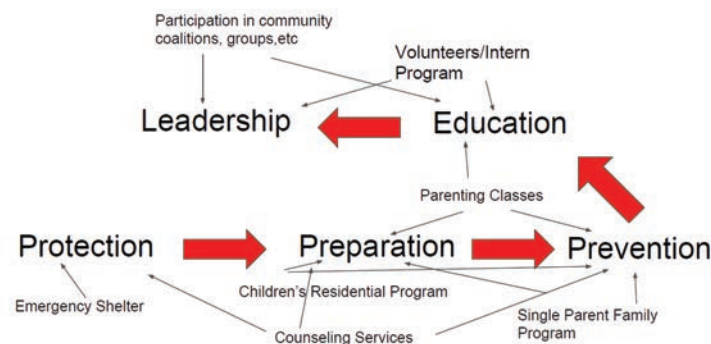 Participation in community
coalitions, groups,etc
Volunteers/Intern
Program
Leadership
Education
Parenting Classes
Protection
Preparation
Prevention
Emergency Shelter
Children's Residential Program
Counseling Services
Single Parent Family
Program